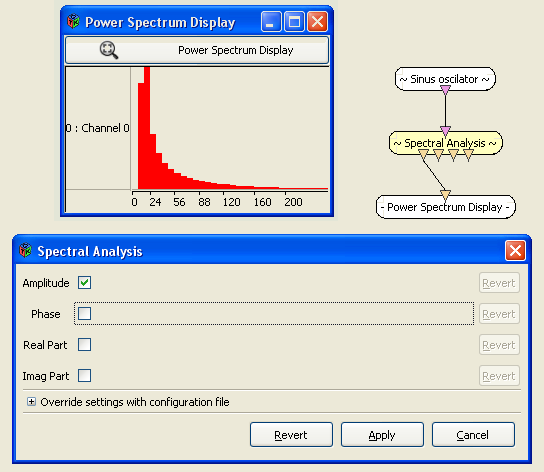 Power Spectrum Display
Power Spectrum Display
0 : Channel 0
0 24 56 88 120 160 200
~ Sinus oscilator ~
~ Spectral Analysis ~
- Power Spectrum Display -
Spectral Analysis
Amplitude Revert
Phase Revert
Real Part Revert
Imag Part Revert
Override settings with configuration file
Revert Apply Cancel